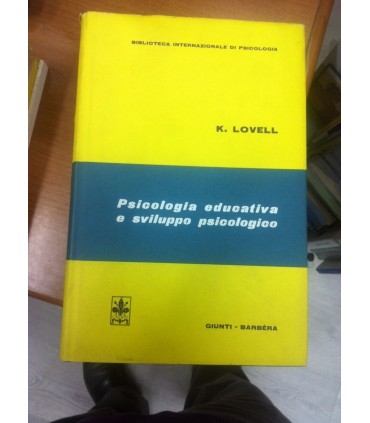 BIBLIOTECA INTERNAZIONALE DI PSICOLOGIA
K. LOVELL
Psicologia educativa
e sviluppo psicologico
GIUNTI - BARBÈRA